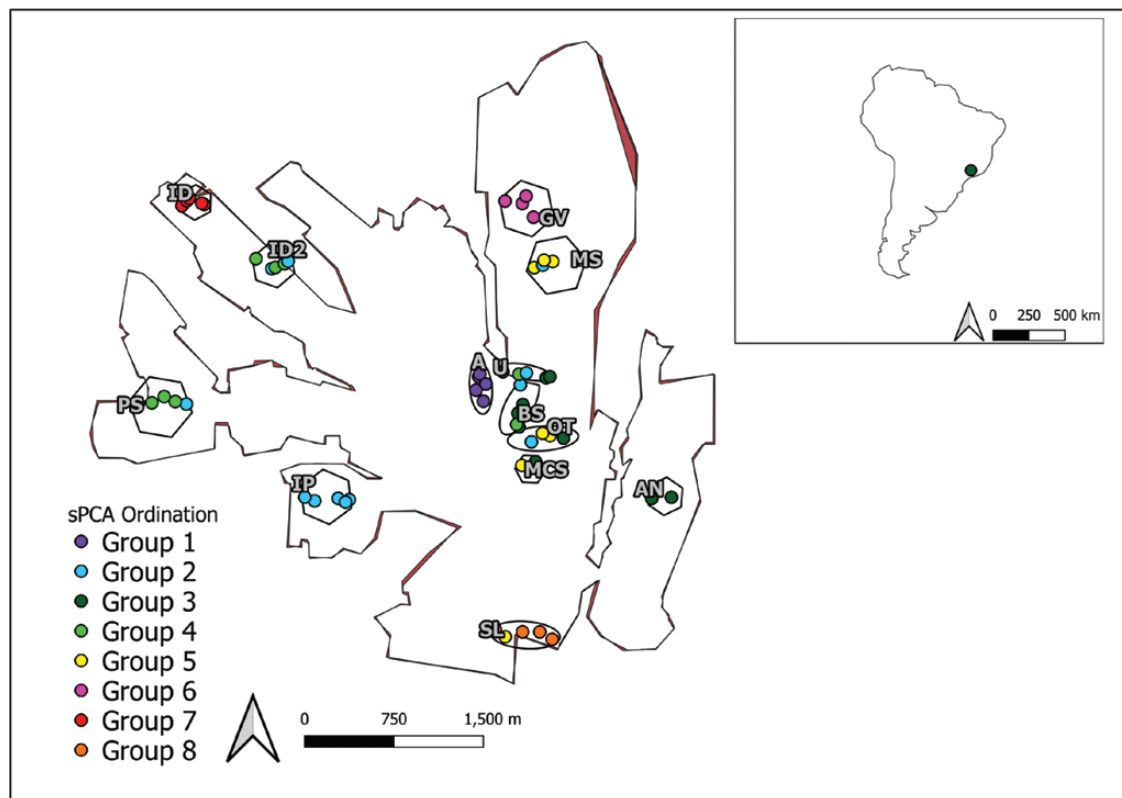 0 250 500 km
ID
GV
ID2
MS
A
U
PS
BS
OT
MCS
IP
AN
SL
sPCA Ordination
Group 1
Group 2
Group 3
Group 4
Group 5
Group 6
Group 7
Group 8
0 750 1,500 m